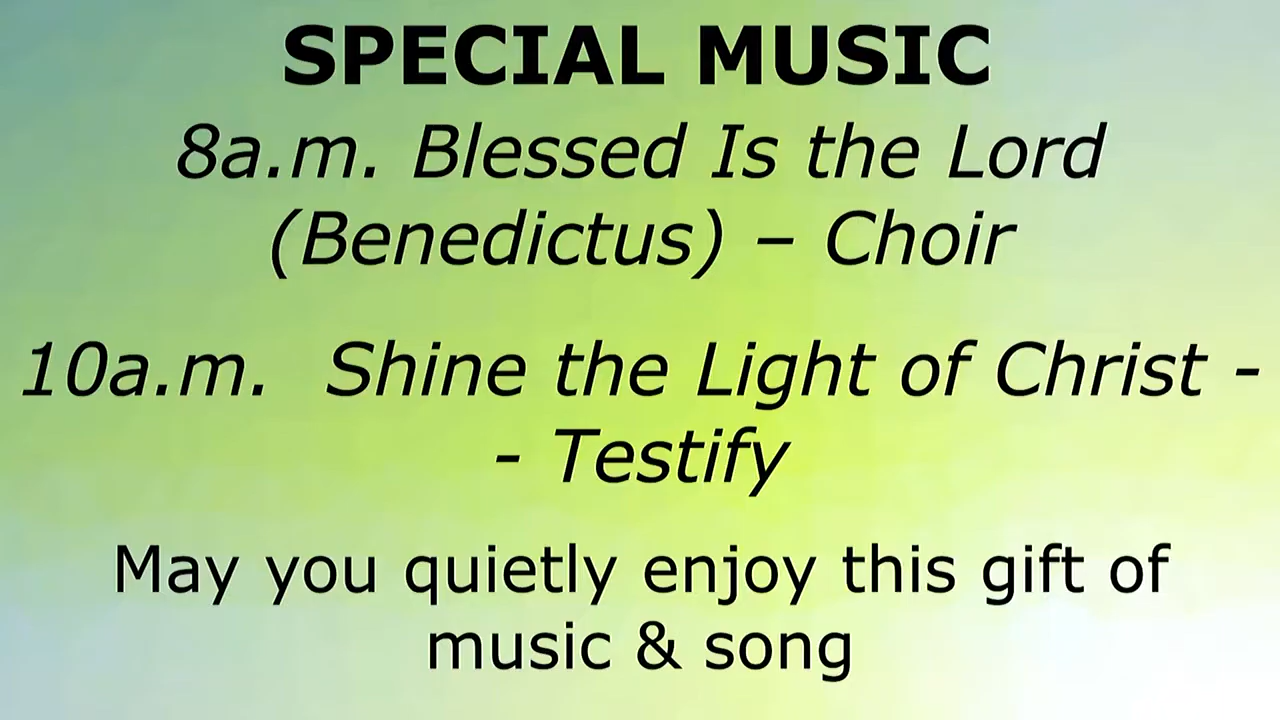 SPECIAL MUSIC
8a.m. Blessed Is the Lord
(Benedictus) – Choir
10a.m.  Shine the Light of Christ -
- Testify
May you quietly enjoy this gift of
music & song